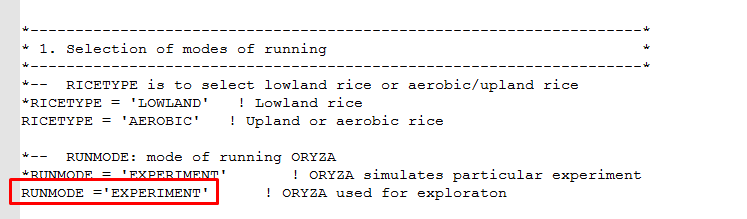 *--------------------------------------------------------------------*
* 1. Selection of modes of running                                   *
*--------------------------------------------------------------------*
*--  RICETYPE is to select lowland rice or aerobic/upland rice
*RICETYPE = 'LOWLAND'   ! Lowland rice
RICETYPE = 'AEROBIC'   ! Upland or aerobic rice
*--  RUNMODE: mode of running ORYZA
*RUNMODE = 'EXPERIMENT'       ! ORYZA simulates particular experiment
RUNMODE ='EXPERIMENT'      ! ORYZA used for exploraton